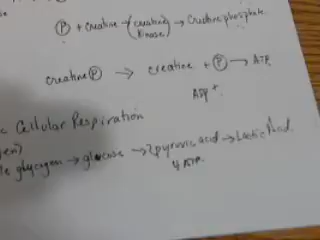 Ⓟ + creatine → (creatine kinase) → Creatine phosphate
creatine Ⓟ → creatine + Ⓟ → ATP
ADP +
Cellular Respiration
glycogen → glucose → 2 pyruvic acid → Lactic Acid
4 ATP